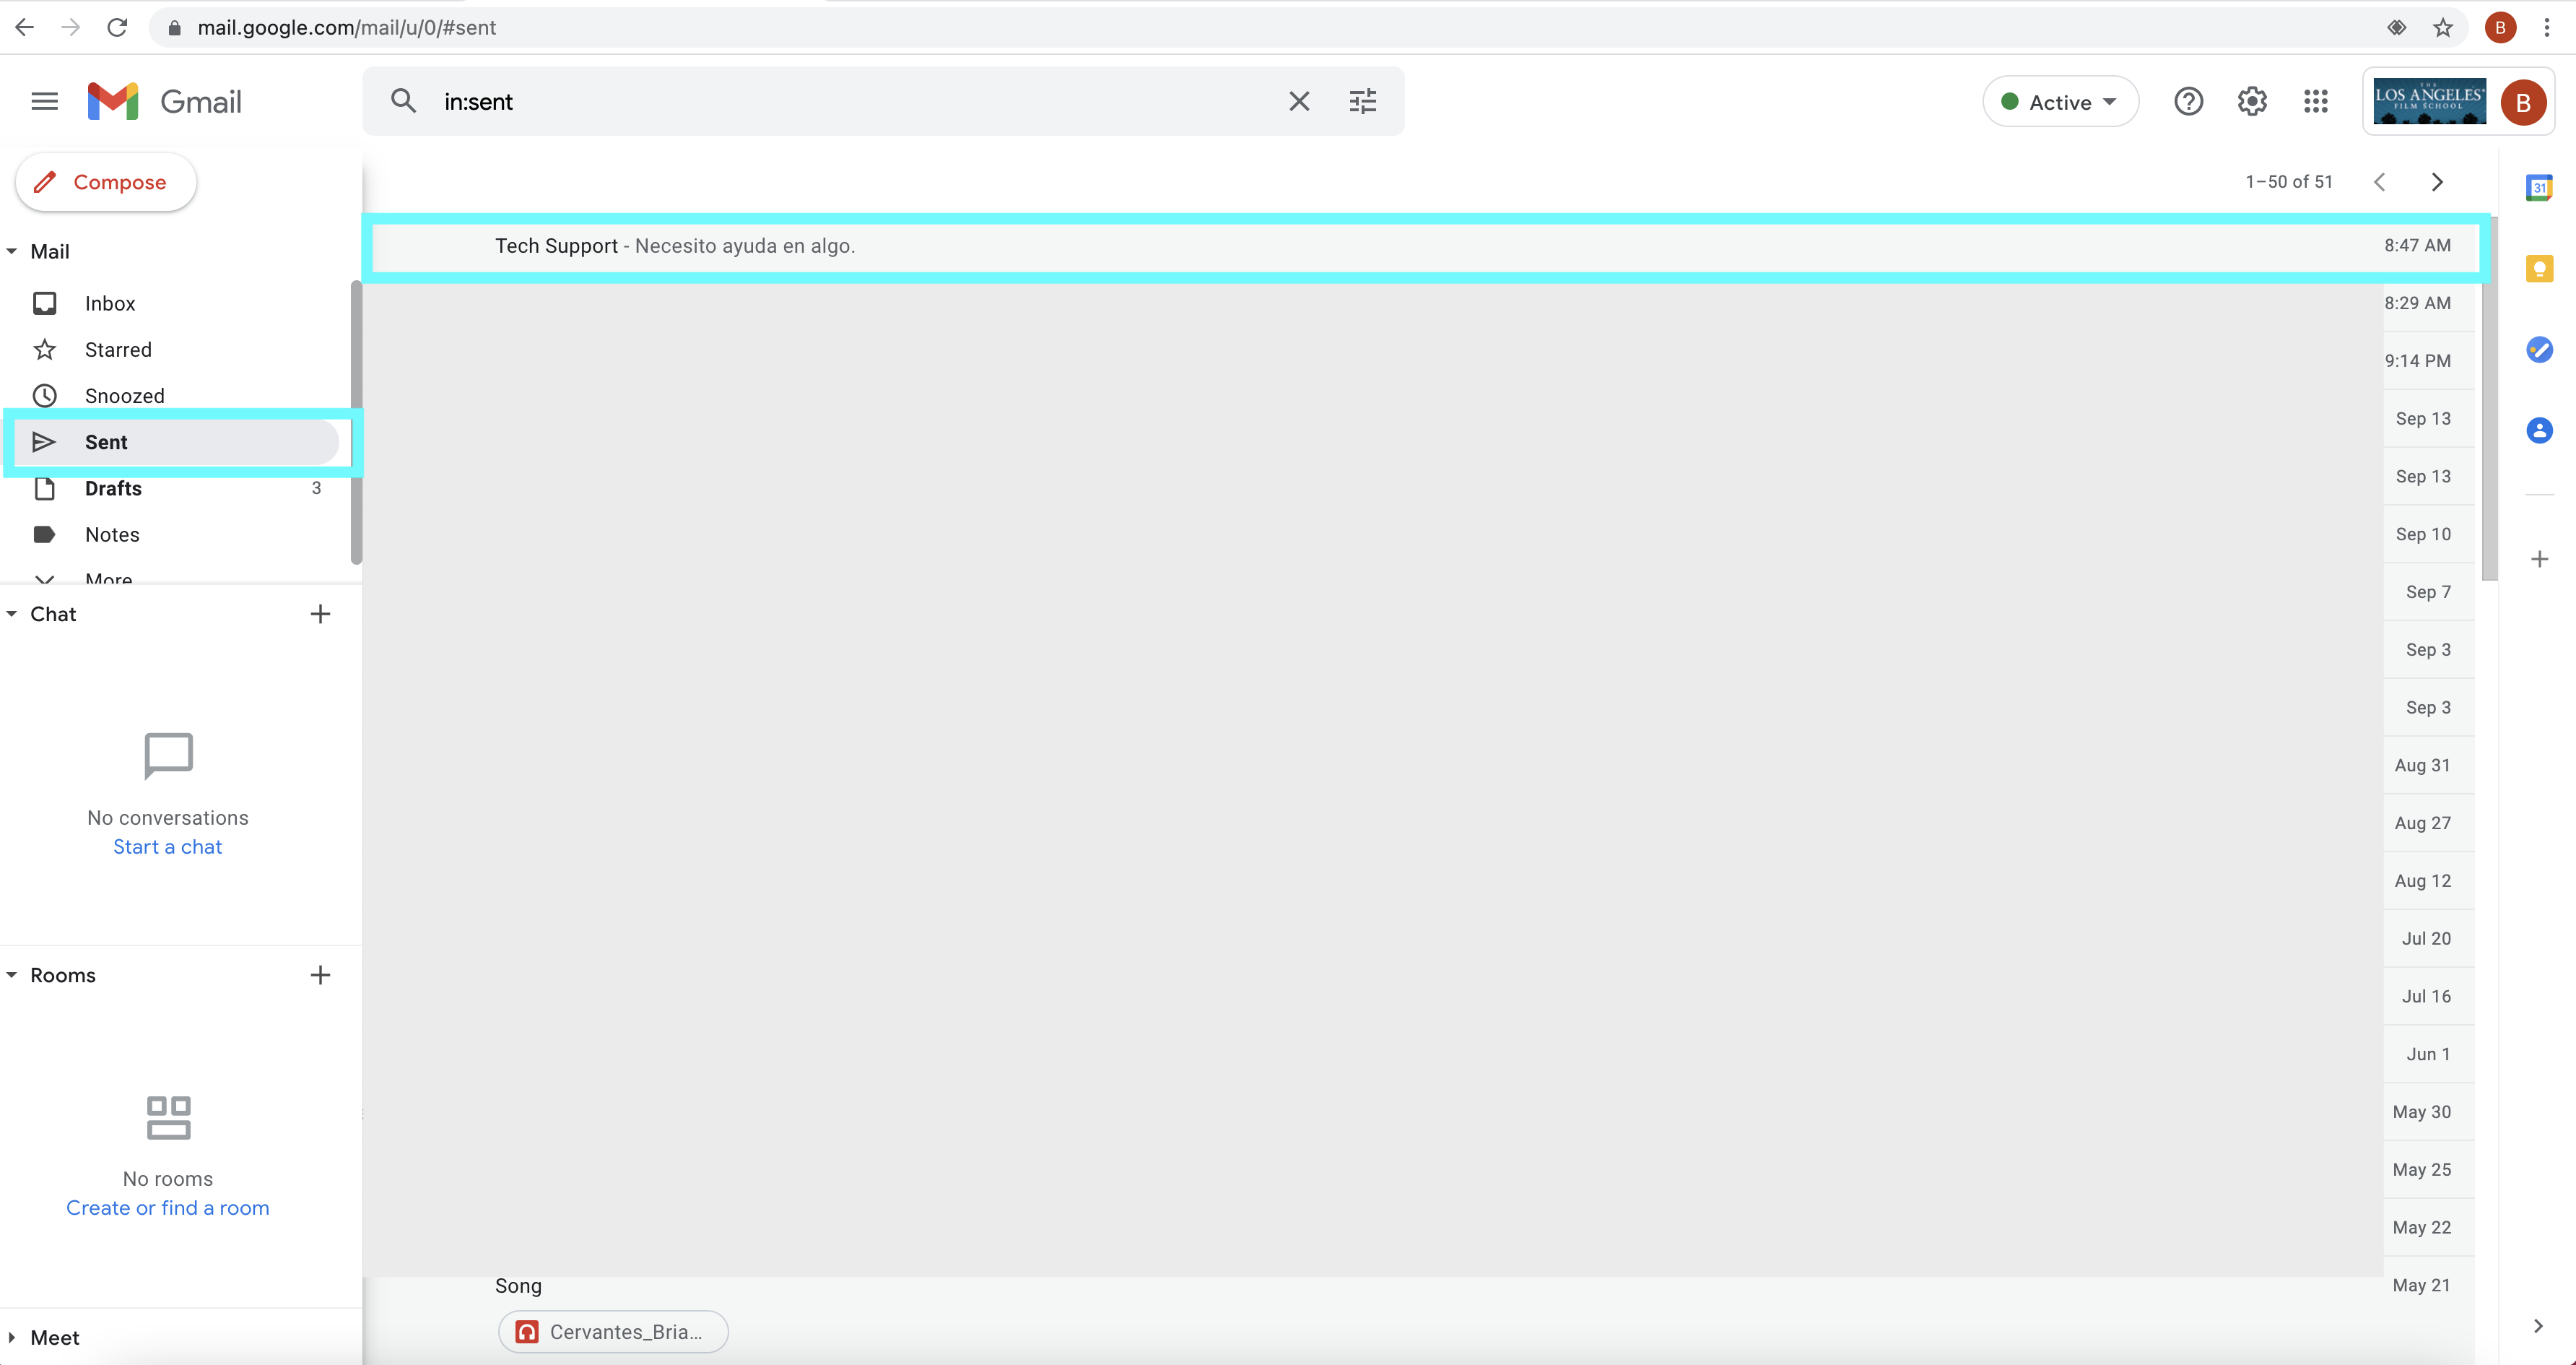 mail.google.com/mail/u/0/#sent
B
Gmail
in:sent
Active
THE
LOS ANGELES
FILM SCHOOL
B
Compose
1–50 of 51
31
Mail
Tech Support - Necesito ayuda en algo.
8:47 AM
Inbox
8:29 AM
Starred
9:14 PM
Snoozed
Sep 13
Sent
Sep 13
Drafts
3
Notes
Sep 10
More
Sep 7
Chat
Sep 3
Sep 3
Aug 31
No conversations
Aug 27
Start a chat
Aug 12
Jul 20
Rooms
Jul 16
Jun 1
May 30
No rooms
May 25
Create or find a room
May 22
Song
May 21
Cervantes_Bria...
Meet